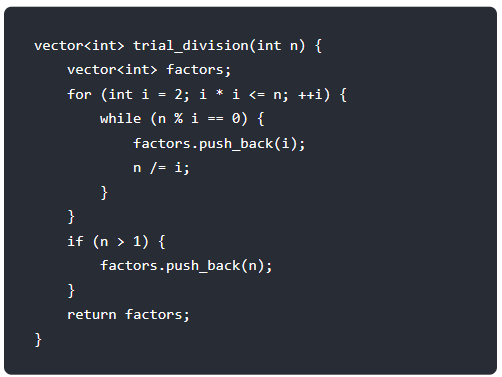 vector<int> trial_division(int n) {
    vector<int> factors;
    for (int i = 2; i * i <= n; ++i) {
        while (n % i == 0) {
            factors.push_back(i);
            n /= i;
        }
    }
    if (n > 1) {
        factors.push_back(n);
    }
    return factors;
}